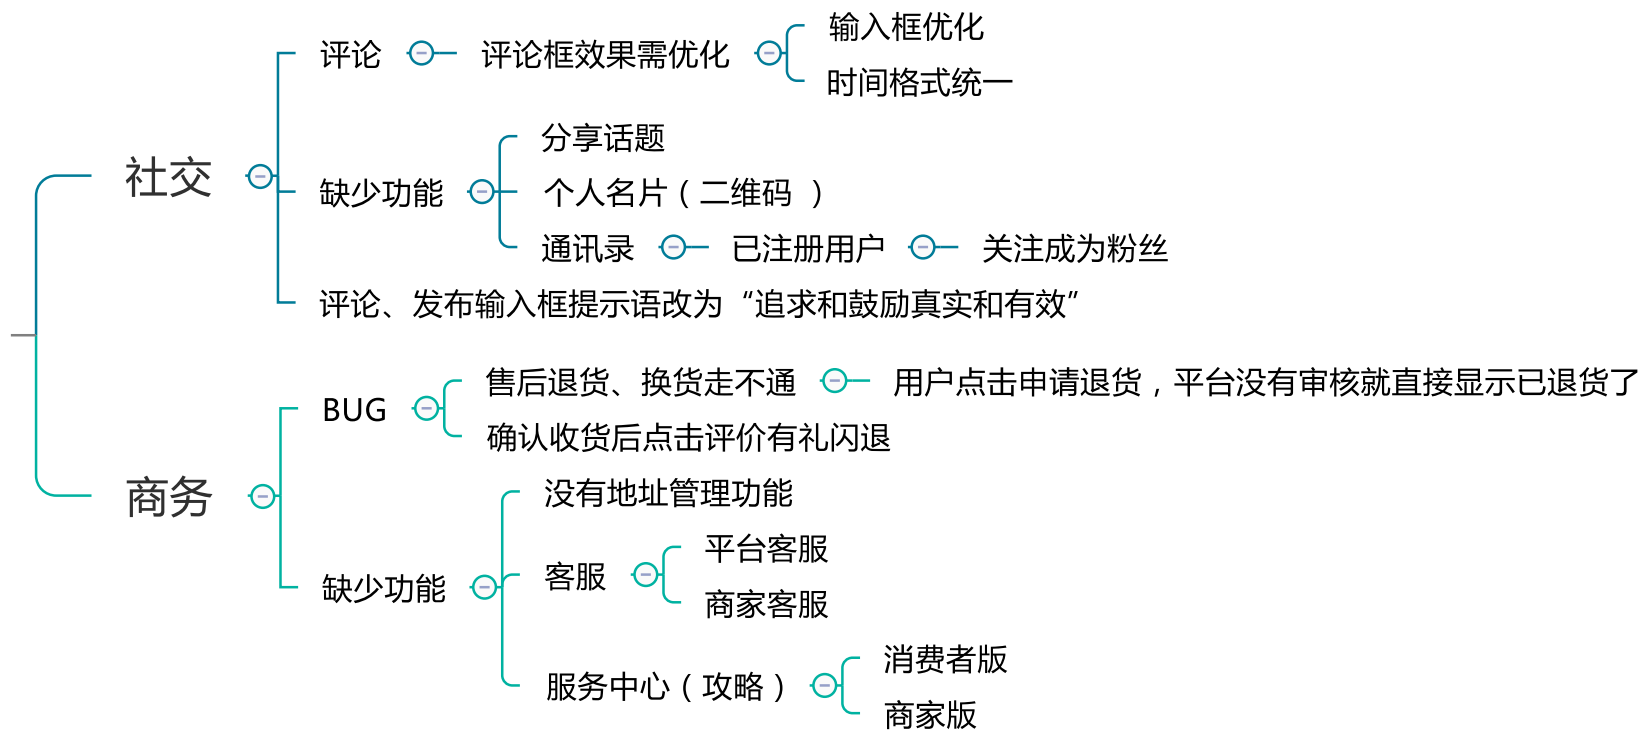 社交
评论
评论框效果需优化
输入框优化
时间格式统一
缺少功能
分享话题
个人名片（二维码 ）
通讯录
已注册用户
关注成为粉丝
评论、发布输入框提示语改为“追求和鼓励真实和有效”
商务
BUG
售后退货、换货走不通
用户点击申请退货，平台没有审核就直接显示已退货了
确认收货后点击评价有礼闪退
缺少功能
没有地址管理功能
客服
平台客服
商家客服
服务中心（攻略）
消费者版
商家版